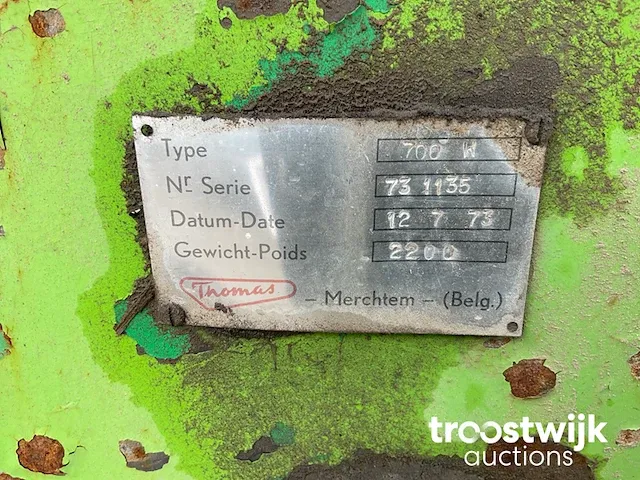 Type 700 W
Nr Serie 73 1135
Datum-Date 12 7 73
Gewicht-Poids 2200
Thomas – Merchtem – (Belg.)
troostwijk
auctions